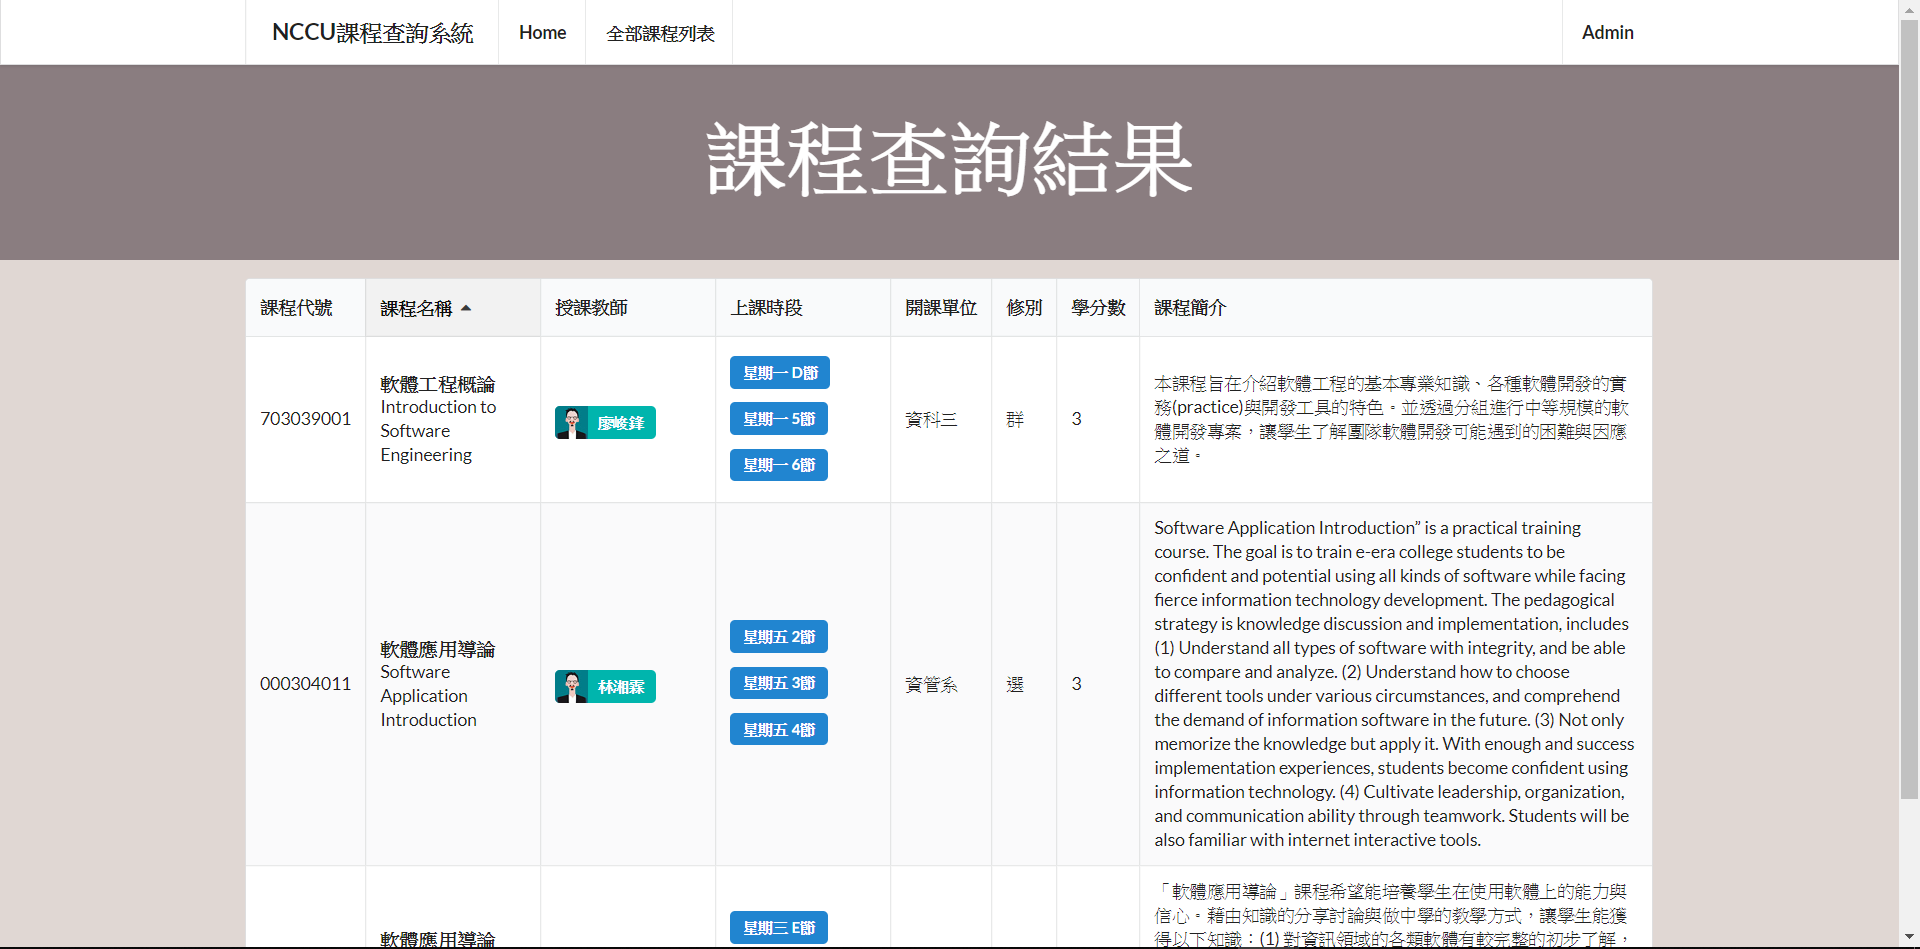 NCCU課程查詢系統 Home 全部課程列表 Admin
課程查詢結果
課程代號 課程名稱 授課教師 上課時段 開課單位 修別 學分數 課程簡介
703039001
軟體工程概論
Introduction to
Software
Engineering
廖峻鋒
星期一 D節
星期一 5節
星期一 6節
資科三
群
3
本課程旨在介紹軟體工程的基本專業知識、各種軟體開發的實
務(practice)與開發工具的特色。並透過分組進行中等規模的軟
體開發專案，讓學生了解團隊軟體開發可能遇到的困難與因應
之道。
000304011
軟體應用導論
Software
Application
Introduction
林湘霖
星期五 2節
星期五 3節
星期五 4節
資管系
選
3
Software Application Introduction” is a practical training
course. The goal is to train e-era college students to be
confident and potential using all kinds of software while facing
fierce information technology development. The pedagogical
strategy is knowledge discussion and implementation, includes
(1) Understand all types of software with integrity, and be able
to compare and analyze. (2) Understand how to choose
different tools under various circumstances, and comprehend
the demand of information software in the future. (3) Not only
memorize the knowledge but apply it. With enough and success
implementation experiences, students become confident using
information technology. (4) Cultivate leadership, organization,
and communication ability through teamwork. Students will be
also familiar with internet interactive tools.
軟體應用導論
星期三 E節
「軟體應用導論」課程希望能培養學生在使用軟體上的能力與
信心。藉由知識的分享討論與做中學的教學方式，讓學生能獲
得以下知識：(1) 對資訊領域的各類軟體有較完整的初步了解，